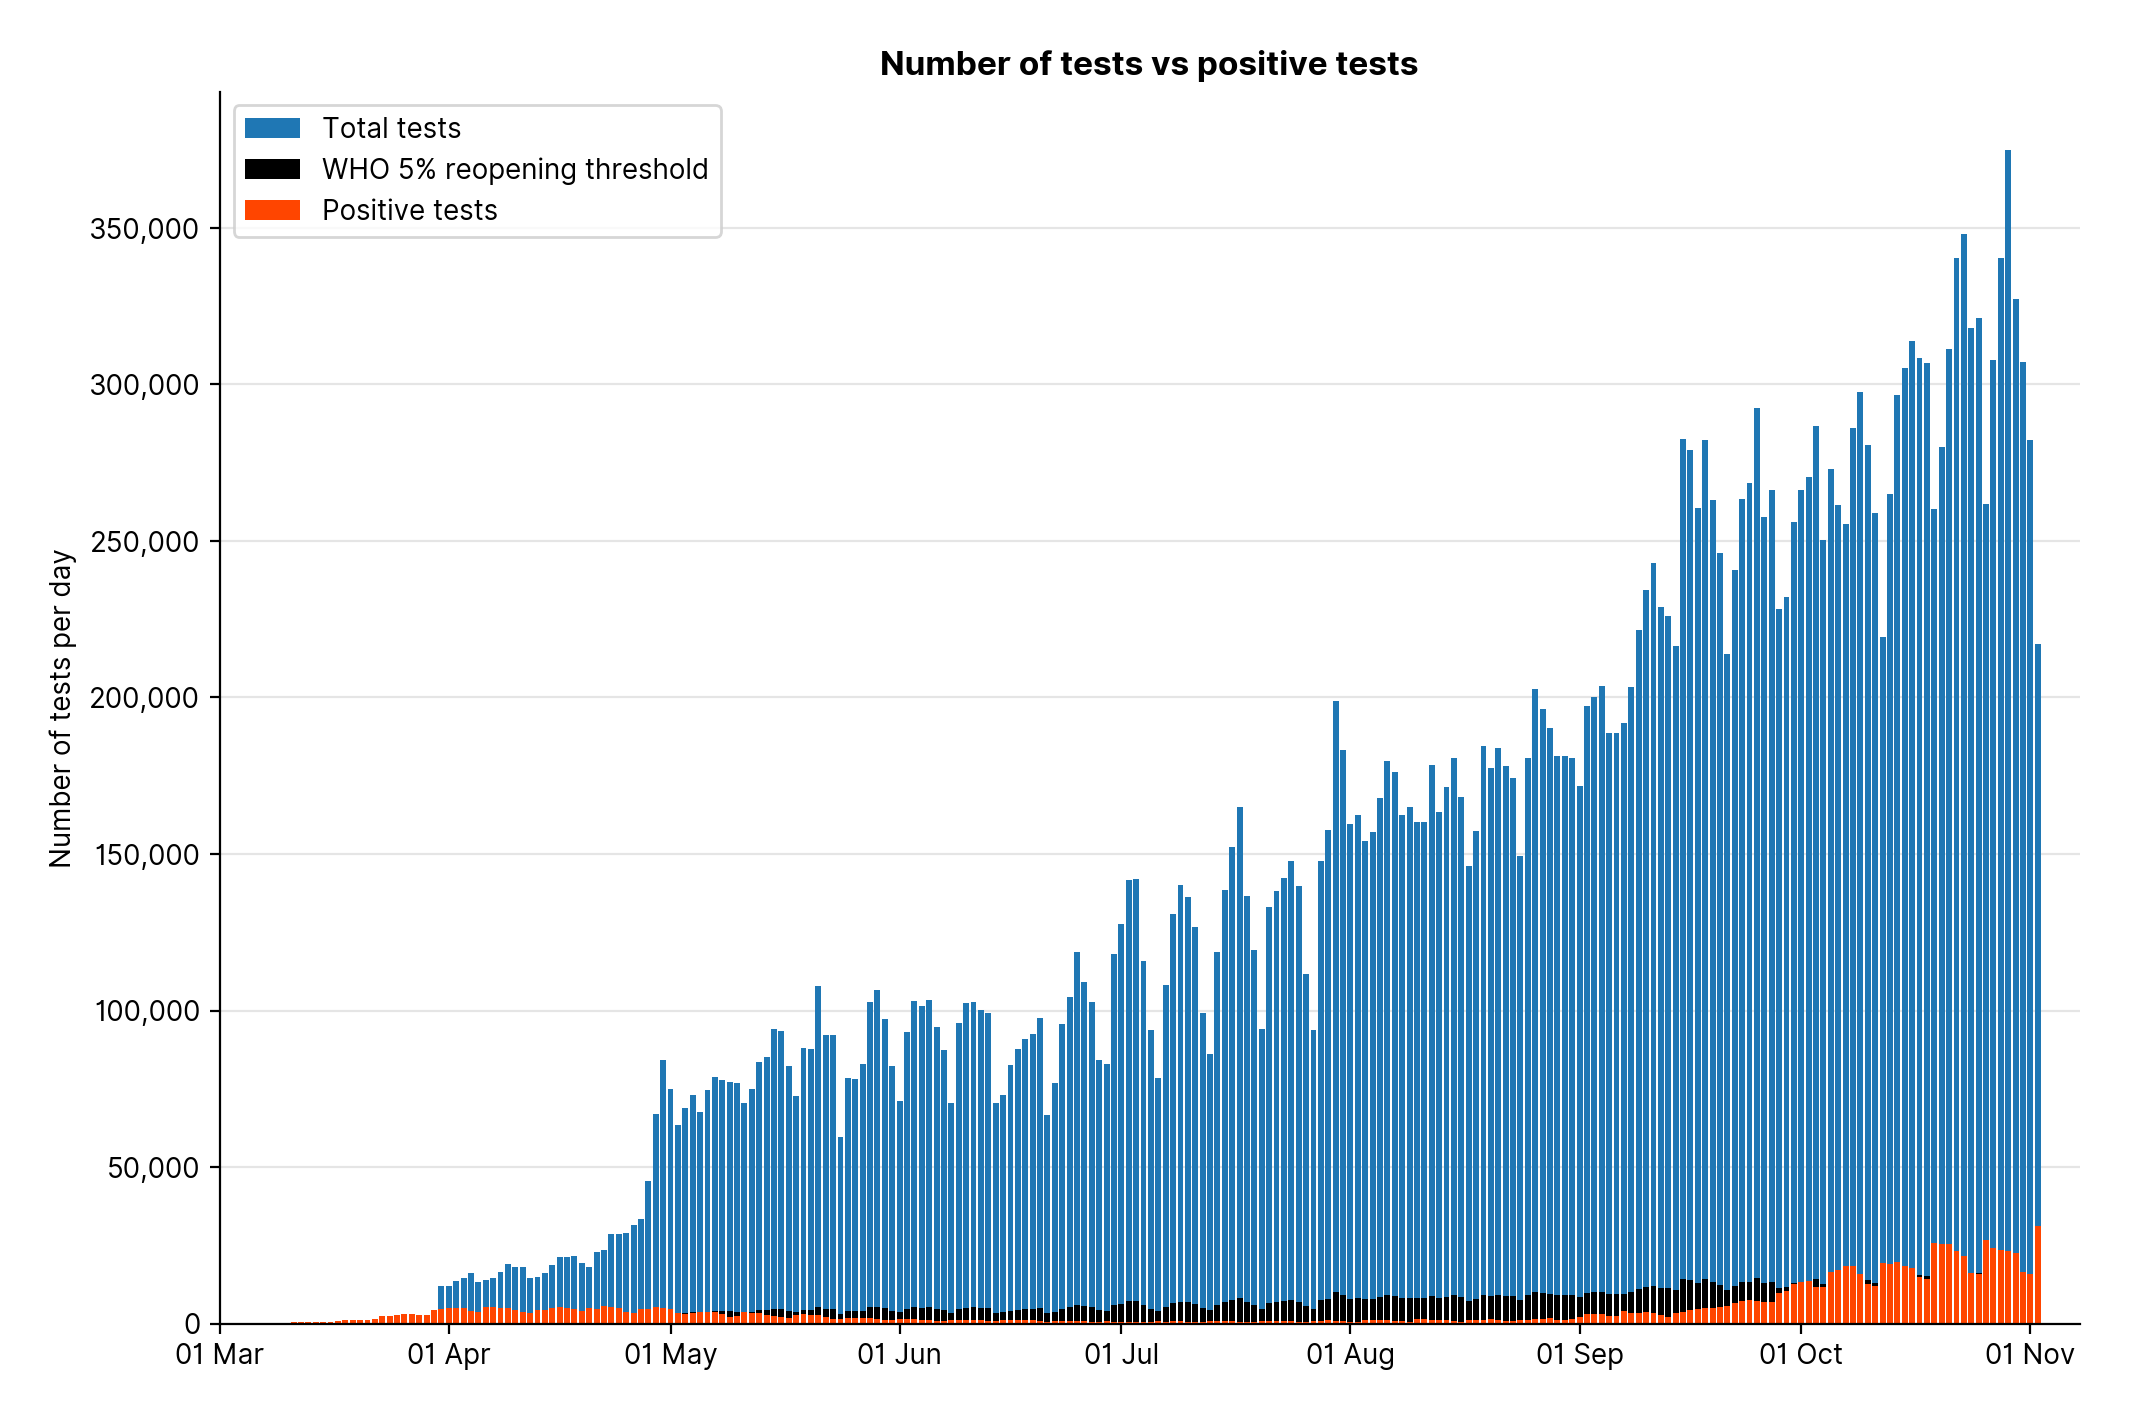 Number of tests vs positive tests
Total tests
WHO 5% reopening threshold
Positive tests
Number of tests per day
350,000
300,000
250,000
200,000
150,000
100,000
50,000
0
01 Mar
01 Apr
01 May
01 Jun
01 Jul
01 Aug
01 Sep
01 Oct
01 Nov